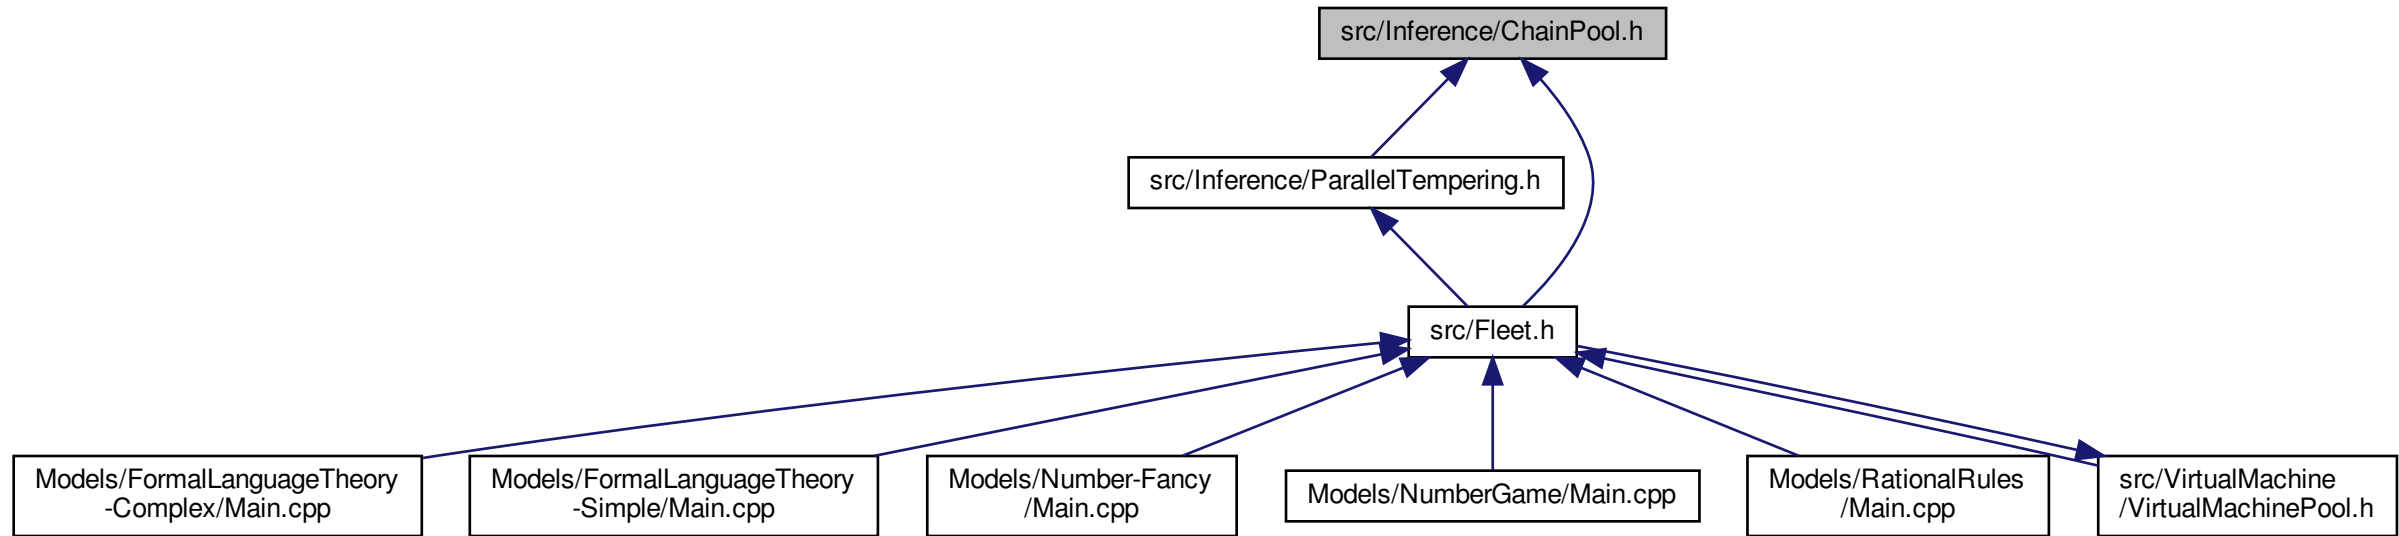 src/Inference/ChainPool.h
src/Inference/ParallelTempering.h
src/Fleet.h
Models/FormalLanguageTheory
-Complex/Main.cpp
Models/FormalLanguageTheory
-Simple/Main.cpp
Models/Number-Fancy
/Main.cpp
Models/NumberGame/Main.cpp
Models/RationalRules
/Main.cpp
src/VirtualMachine
/VirtualMachinePool.h